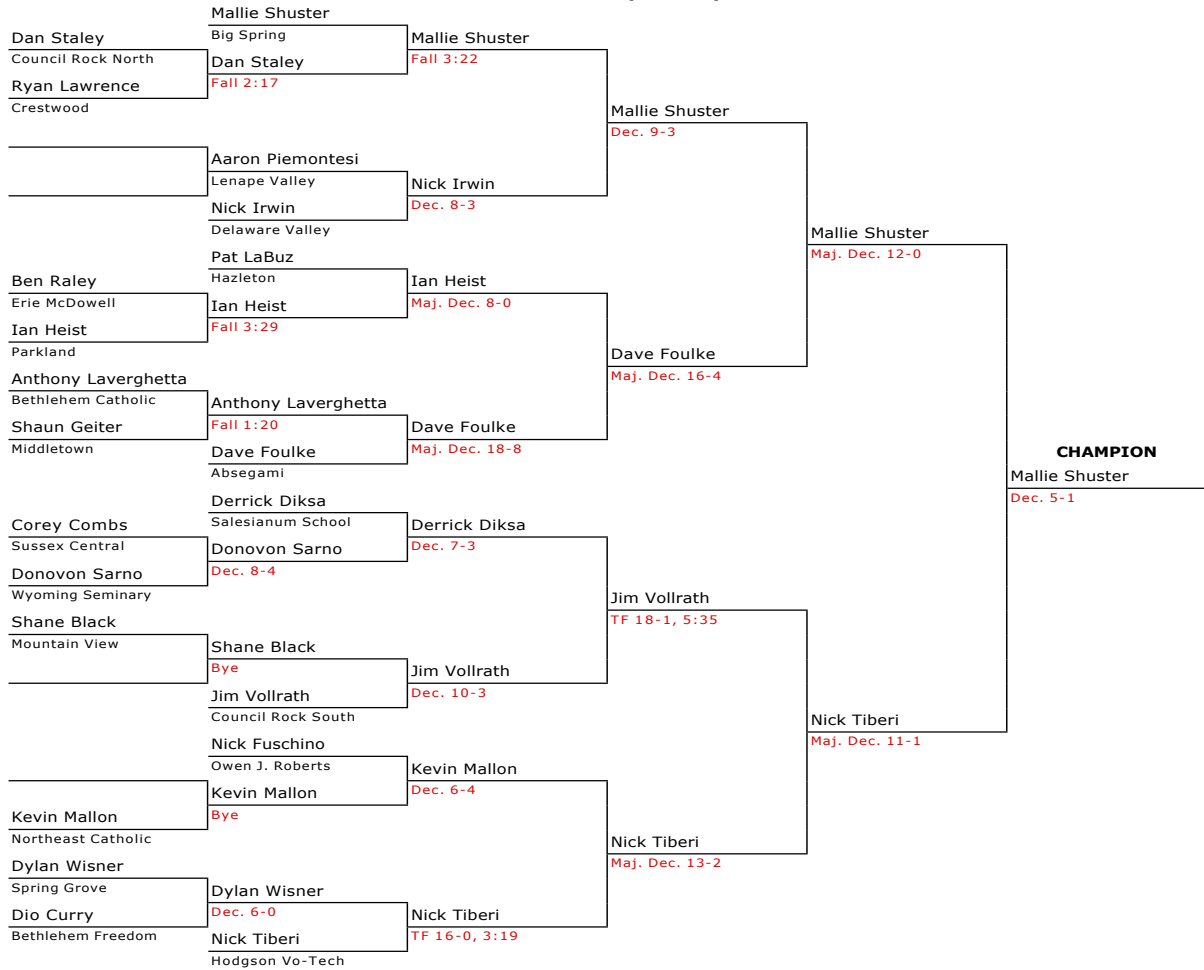 Mallie Shuster
Dan Staley
Big Spring
Mallie Shuster
Council Rock North
Dan Staley
Fall 3:22
Ryan Lawrence
Fall 2:17
Crestwood
Mallie Shuster
Dec. 9-3
Aaron Piemontesi
Lenape Valley
Nick Irwin
Nick Irwin
Dec. 8-3
Delaware Valley
Mallie Shuster
Pat LaBuz
Maj. Dec. 12-0
Ben Raley
Hazleton
Ian Heist
Erie McDowell
Ian Heist
Maj. Dec. 8-0
Ian Heist
Fall 3:29
Parkland
Dave Foulke
Anthony Laverghetta
Maj. Dec. 16-4
Bethlehem Catholic
Anthony Laverghetta
Shaun Geiter
Fall 1:20
Dave Foulke
Middletown
Dave Foulke
Maj. Dec. 18-8
CHAMPION
Absegami
Mallie Shuster
Dec. 5-1
Derrick Diksa
Corey Combs
Salesianum School
Derrick Diksa
Sussex Central
Donovon Sarno
Dec. 7-3
Donovon Sarno
Dec. 8-4
Wyoming Seminary
Jim Vollrath
Shane Black
TF 18-1, 5:35
Mountain View
Shane Black
Bye
Jim Vollrath
Jim Vollrath
Dec. 10-3
Council Rock South
Nick Tiberi
Nick Fuschino
Maj. Dec. 11-1
Owen J. Roberts
Kevin Mallon
Kevin Mallon
Dec. 6-4
Kevin Mallon
Bye
Northeast Catholic
Nick Tiberi
Dylan Wisner
Maj. Dec. 13-2
Spring Grove
Dylan Wisner
Dio Curry
Dec. 6-0
Nick Tiberi
Bethlehem Freedom
Nick Tiberi
TF 16-0, 3:19
Hodgson Vo-Tech